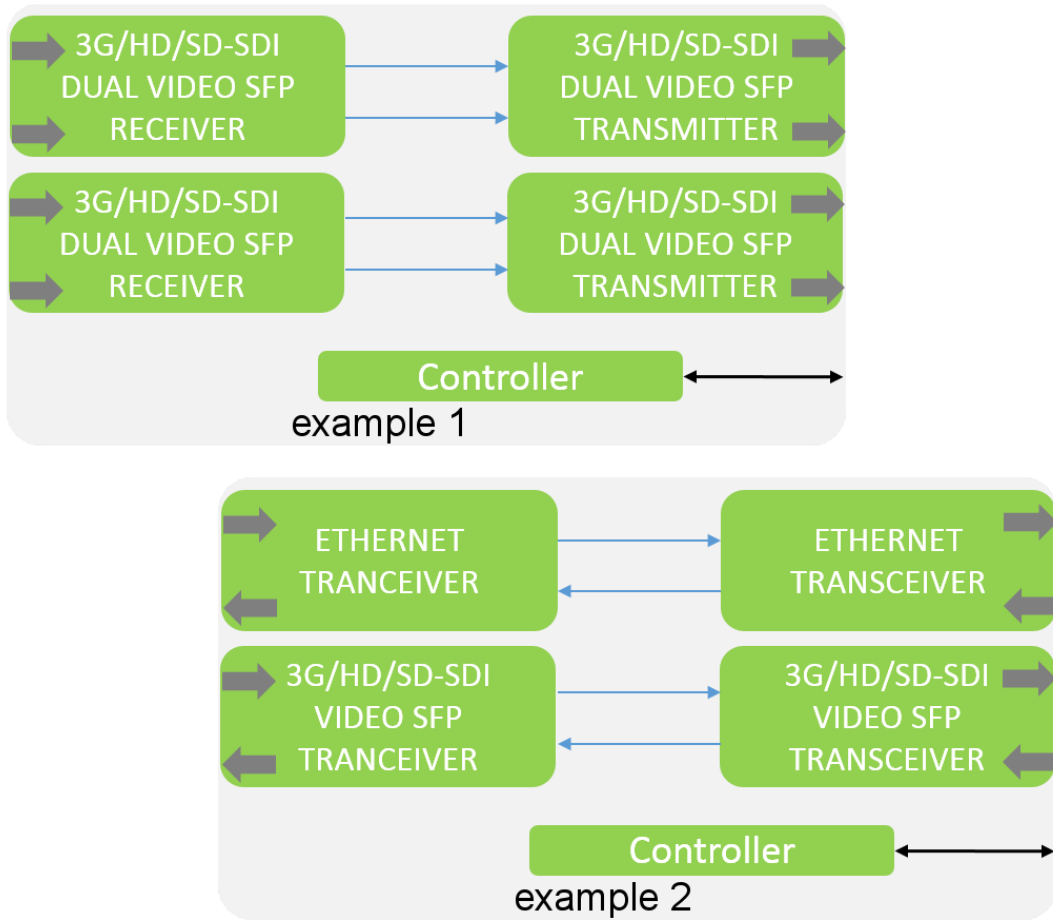 3G/HD/SD-SDI
DUAL VIDEO SFP
RECEIVER
3G/HD/SD-SDI
DUAL VIDEO SFP
TRANSMITTER
3G/HD/SD-SDI
DUAL VIDEO SFP
RECEIVER
3G/HD/SD-SDI
DUAL VIDEO SFP
TRANSMITTER
Controller
example 1
ETHERNET
TRANCEIVER
ETHERNET
TRANSCEIVER
3G/HD/SD-SDI
VIDEO SFP
TRANCEIVER
3G/HD/SD-SDI
VIDEO SFP
TRANSCEIVER
Controller
example 2